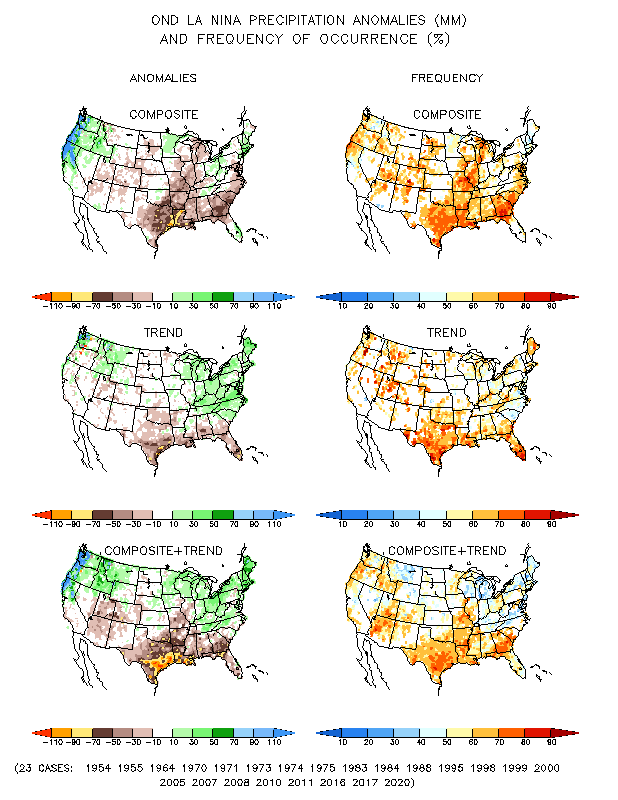 OND LA NINA PRECIPITATION ANOMALIES (MM)
AND FREQUENCY OF OCCURRENCE (%)
ANOMALIES
FREQUENCY
COMPOSITE
COMPOSITE
-110 -90 -70 -50 -30 -10 10 30 50 70 90 110
10 20 30 40 50 60 70 80 90
TREND
TREND
-110 -90 -70 -50 -30 -10 10 30 50 70 90 110
10 20 30 40 50 60 70 80 90
COMPOSITE+TREND
COMPOSITE+TREND
-110 -90 -70 -50 -30 -10 10 30 50 70 90 110
10 20 30 40 50 60 70 80 90
(23 CASES: 1954 1955 1964 1970 1971 1973 1974 1975 1983 1984 1988 1995 1998 1999 2000
2005 2007 2008 2010 2011 2016 2017 2020)